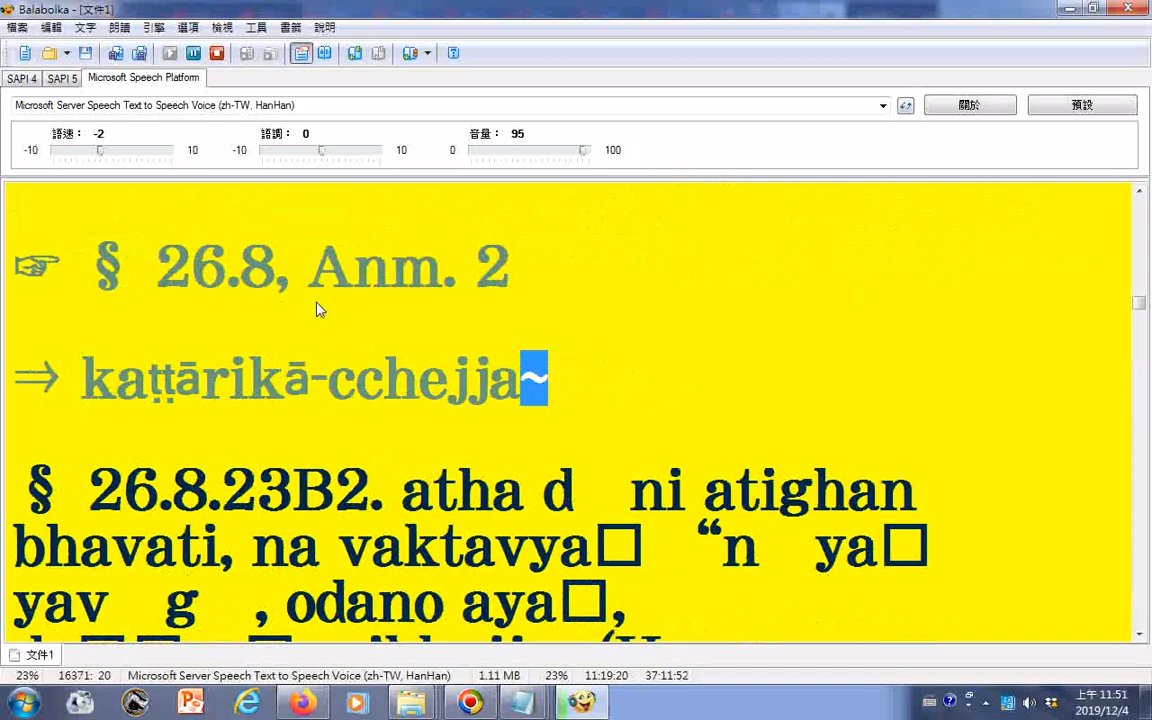 Balabolka - [文件1]
檔案 編輯 文字 朗讀 引擎 選項 檢視 工具 書籤 說明
SAPI 4 SAPI 5 Microsoft Speech Platform
Microsoft Server Speech Text to Speech Voice (zh-TW, HanHan) 關於 預設
語速： -2 語調： 0 音量： 95
-10 10 -10 10 0 100
☞ § 26.8, Anm. 2
⇒ kaṭṭārikā-cchejja~
§ 26.8.23B2. atha d ni atighan
bhavati, na vaktavya□ “n ya□
yav g , odano aya□,
文件1
23% 16371: 20 Microsoft Server Speech Text to Speech Voice (zh-TW, HanHan) 1.11 MB 23% 11:19:20 37:11:52
上午 11:51
2019/12/4